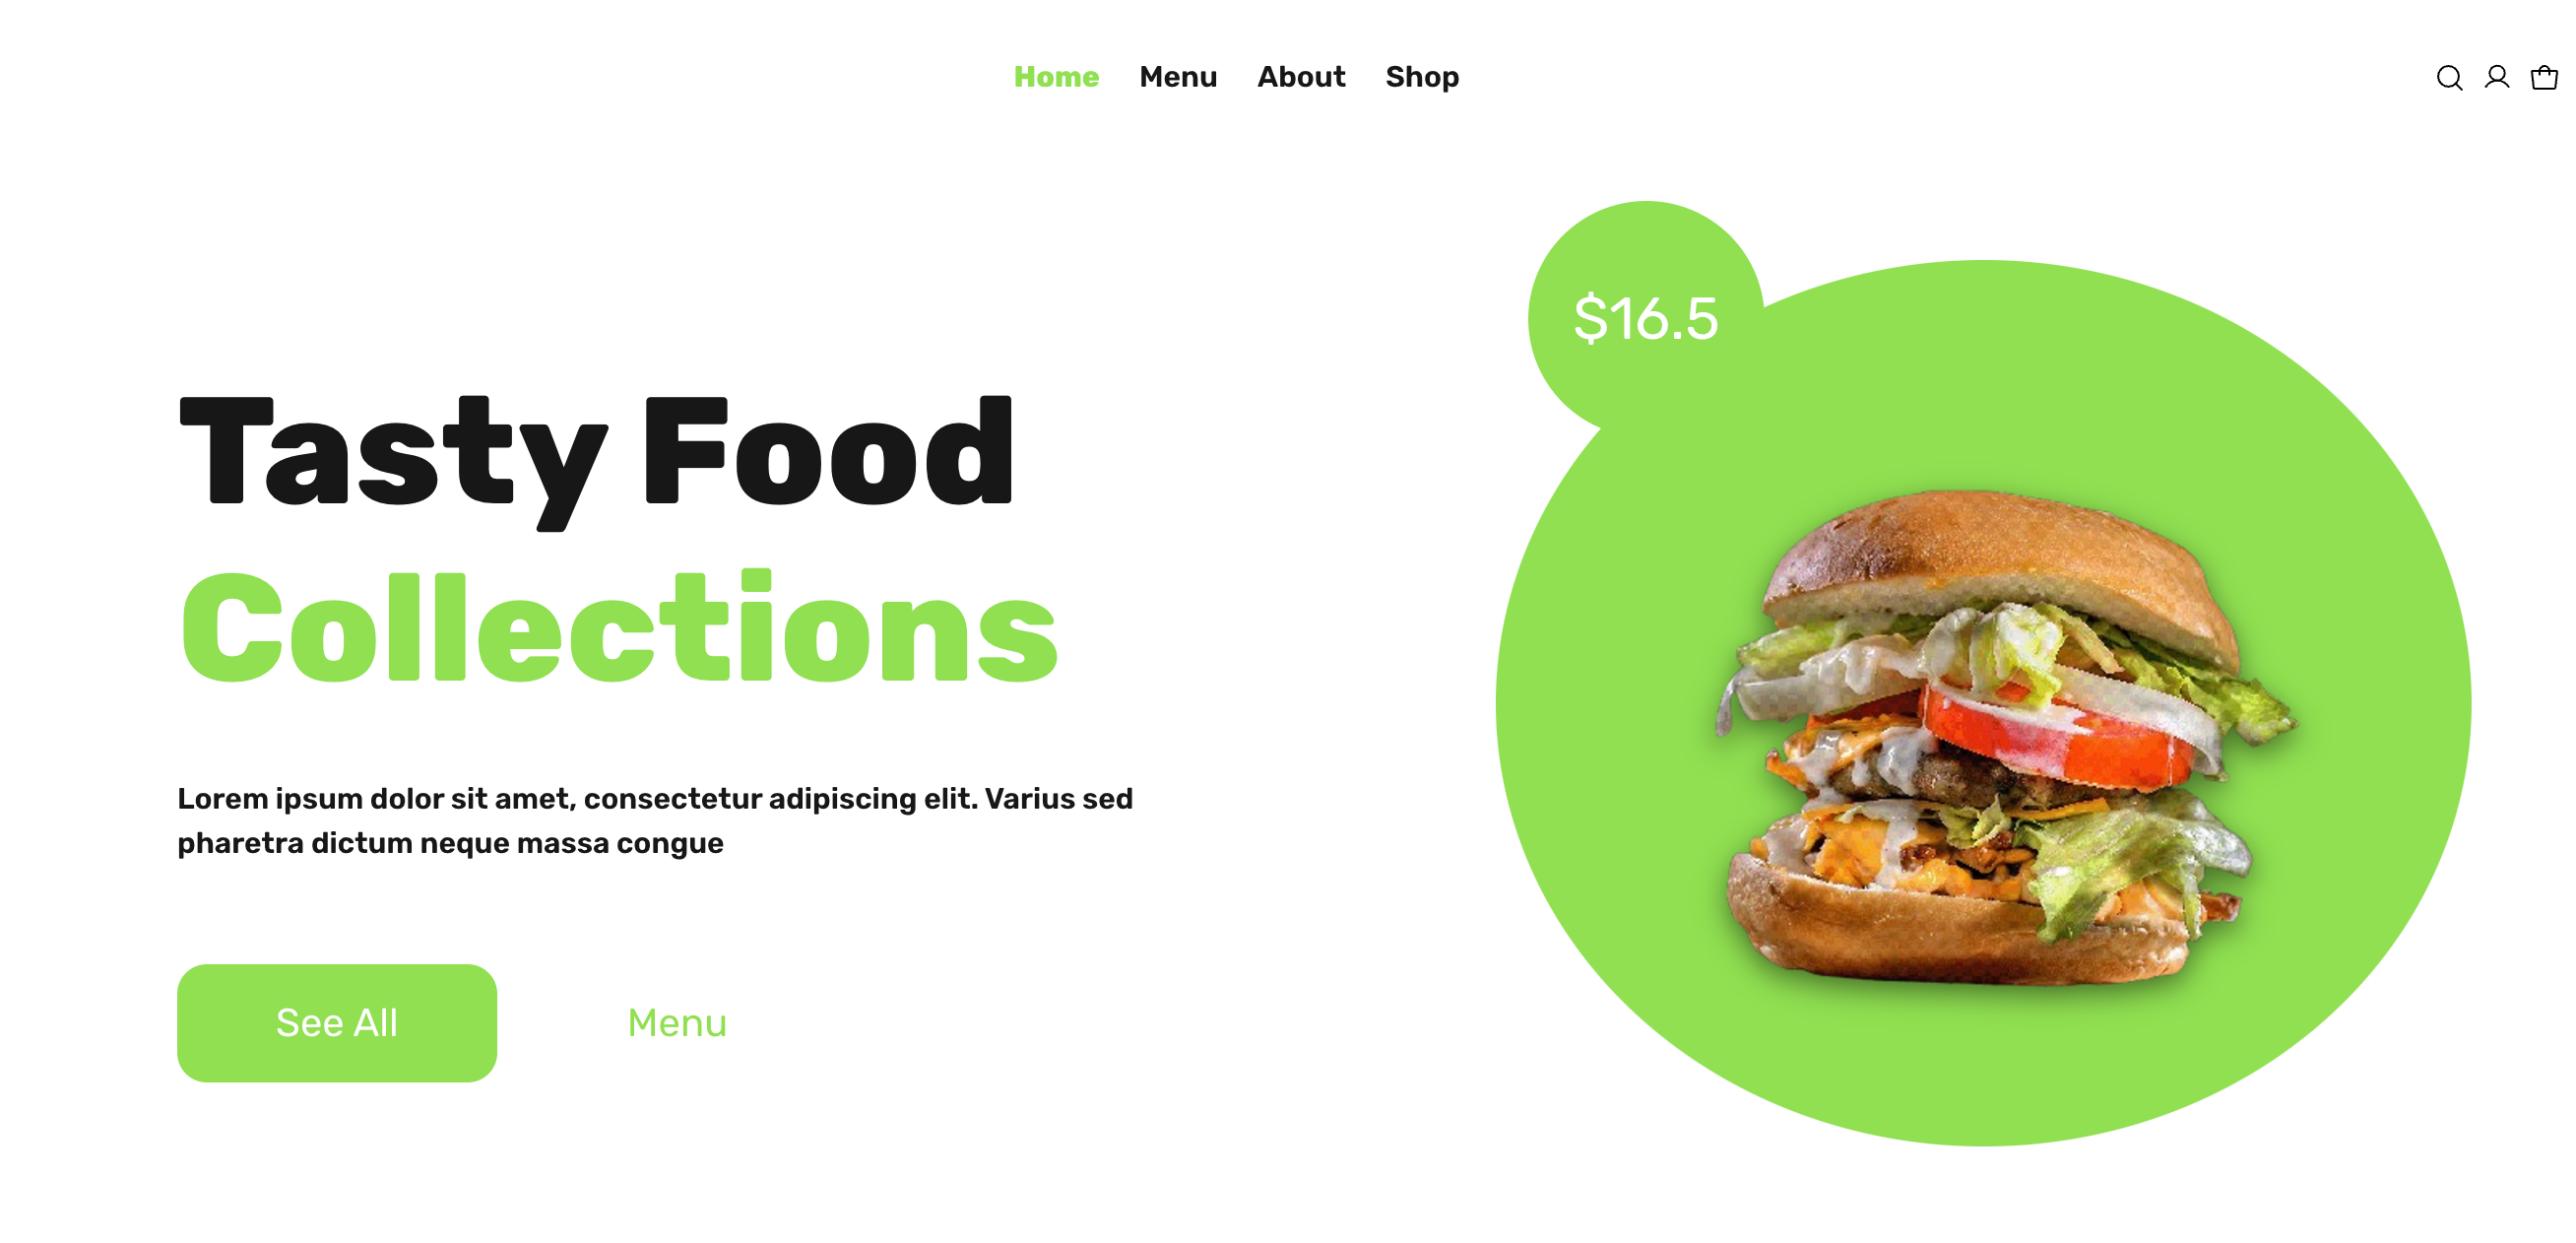 Home Menu About Shop
$16.5
Tasty Food
Collections
Lorem ipsum dolor sit amet, consectetur adipiscing elit. Varius sed
pharetra dictum neque massa congue
See All Menu